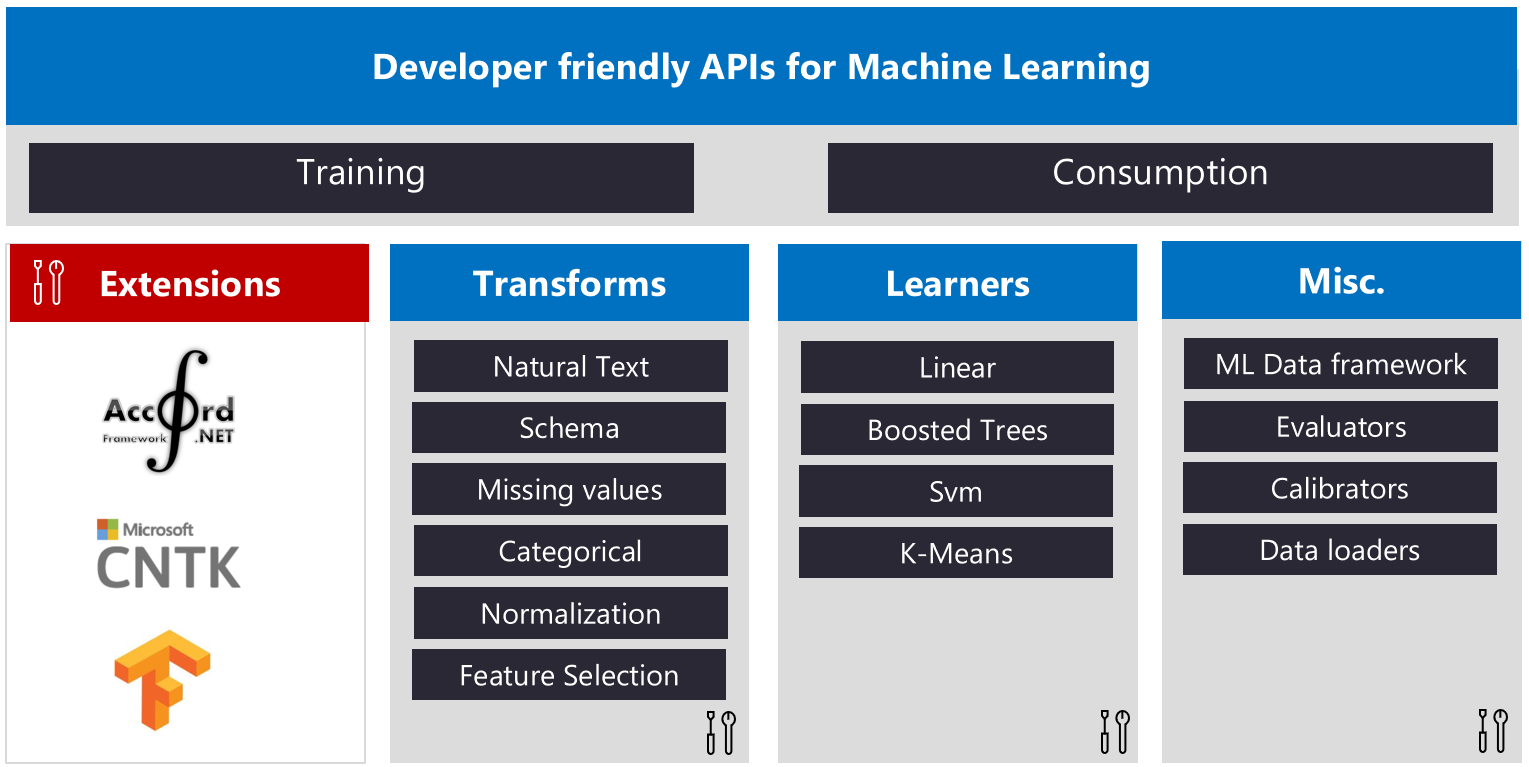 Developer friendly APIs for Machine Learning
Training
Consumption
Extensions
Accord
Framework .NET
Microsoft
CNTK
Transforms
Natural Text
Schema
Missing values
Categorical
Normalization
Feature Selection
Learners
Linear
Boosted Trees
Svm
K-Means
Misc.
ML Data framework
Evaluators
Calibrators
Data loaders